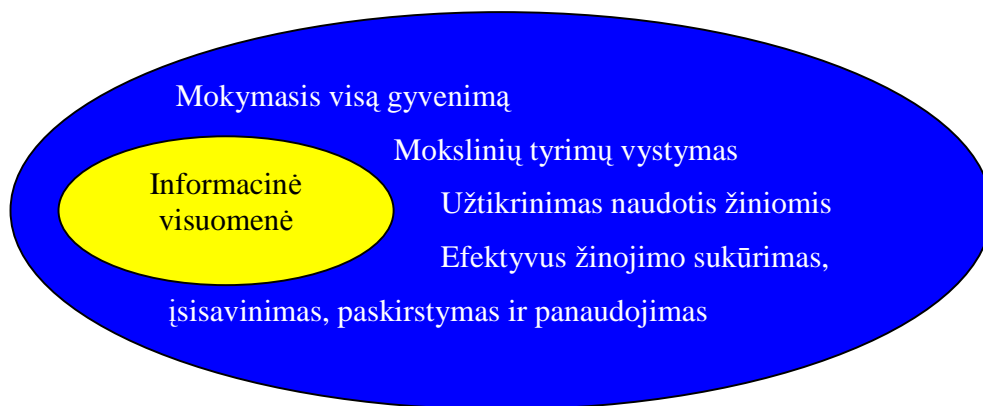 Mokymasis visą gyvenimą
Mokslinių tyrimų vystymas
Informacinė
visuomenė
Užtikrinimas naudotis žiniomis
Efektyvus žinojimo sukūrimas,
įsisavinimas, paskirstymas ir panaudojimas